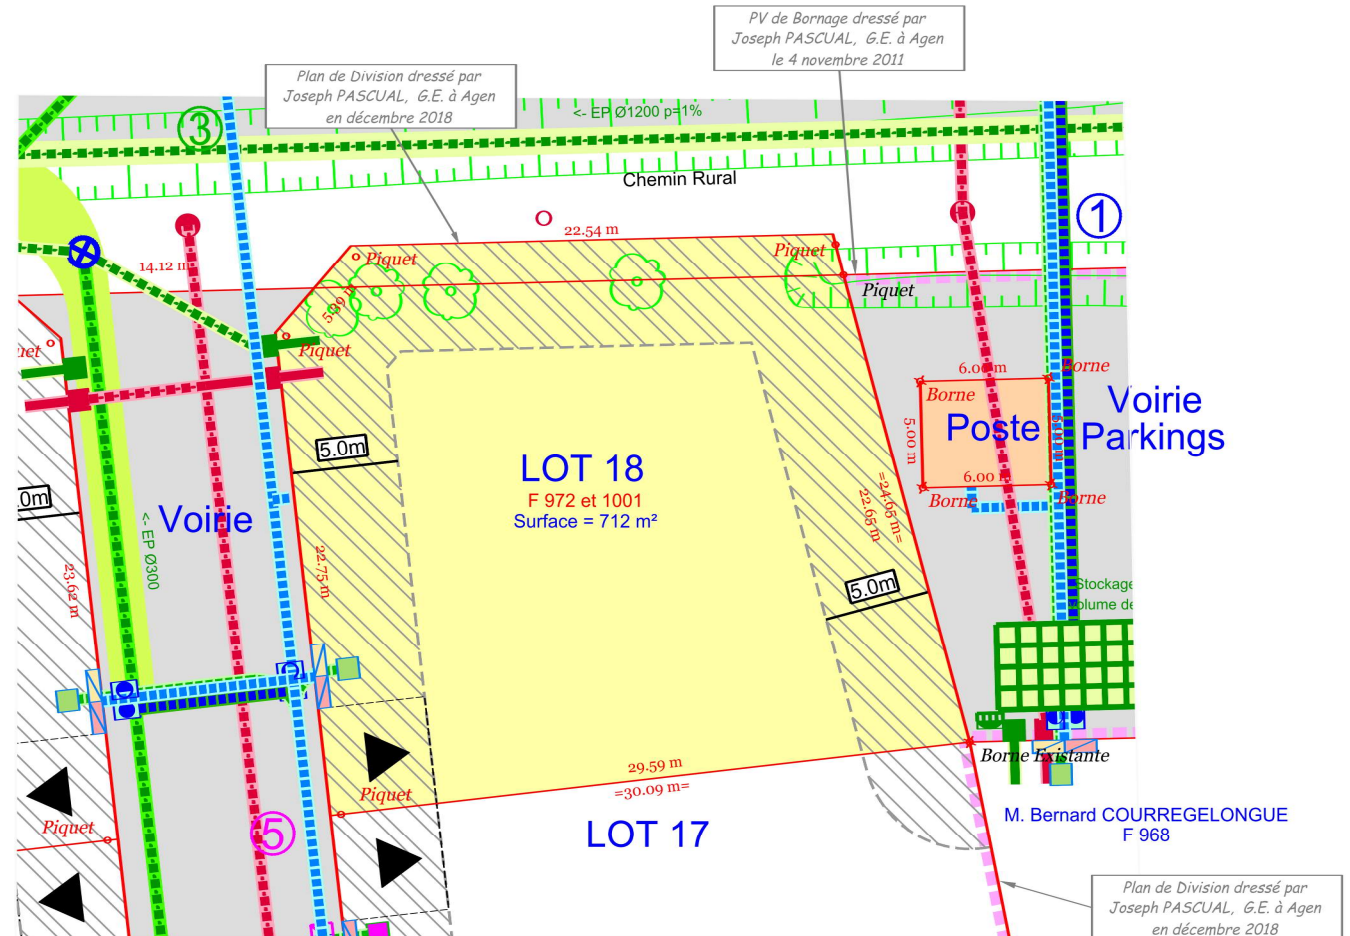 PV de Bornage dressé par
Joseph PASCUAL, G.E. à Agen
le 4 novembre 2011
Plan de Division dressé par
Joseph PASCUAL, G.E. à Agen
en décembre 2018
<- EP Ø1200 p=1%
3
Chemin Rural
1
22.54 m
Piquet
Piquet
14.12 m
Piquet
5.39 m
Piquet
6.00 m
Borne
Borne
Voirie
Parkings
Poste
5.00 m
5.00 m
6.00 m
Borne
Borne
5.0m
LOT 18
F 972 et 1001
Surface = 712 m²
=24.65 m=
22.65 m
Voirie
<- EP Ø300
23.62 m
22.75 m
5.0m
Stockage
29.59 m
=30.09 m=
Borne Existante
Piquet
Piquet
5
LOT 17
M. Bernard COURREGELONGUE
F 968
Plan de Division dressé par
Joseph PASCUAL, G.E. à Agen
en décembre 2018